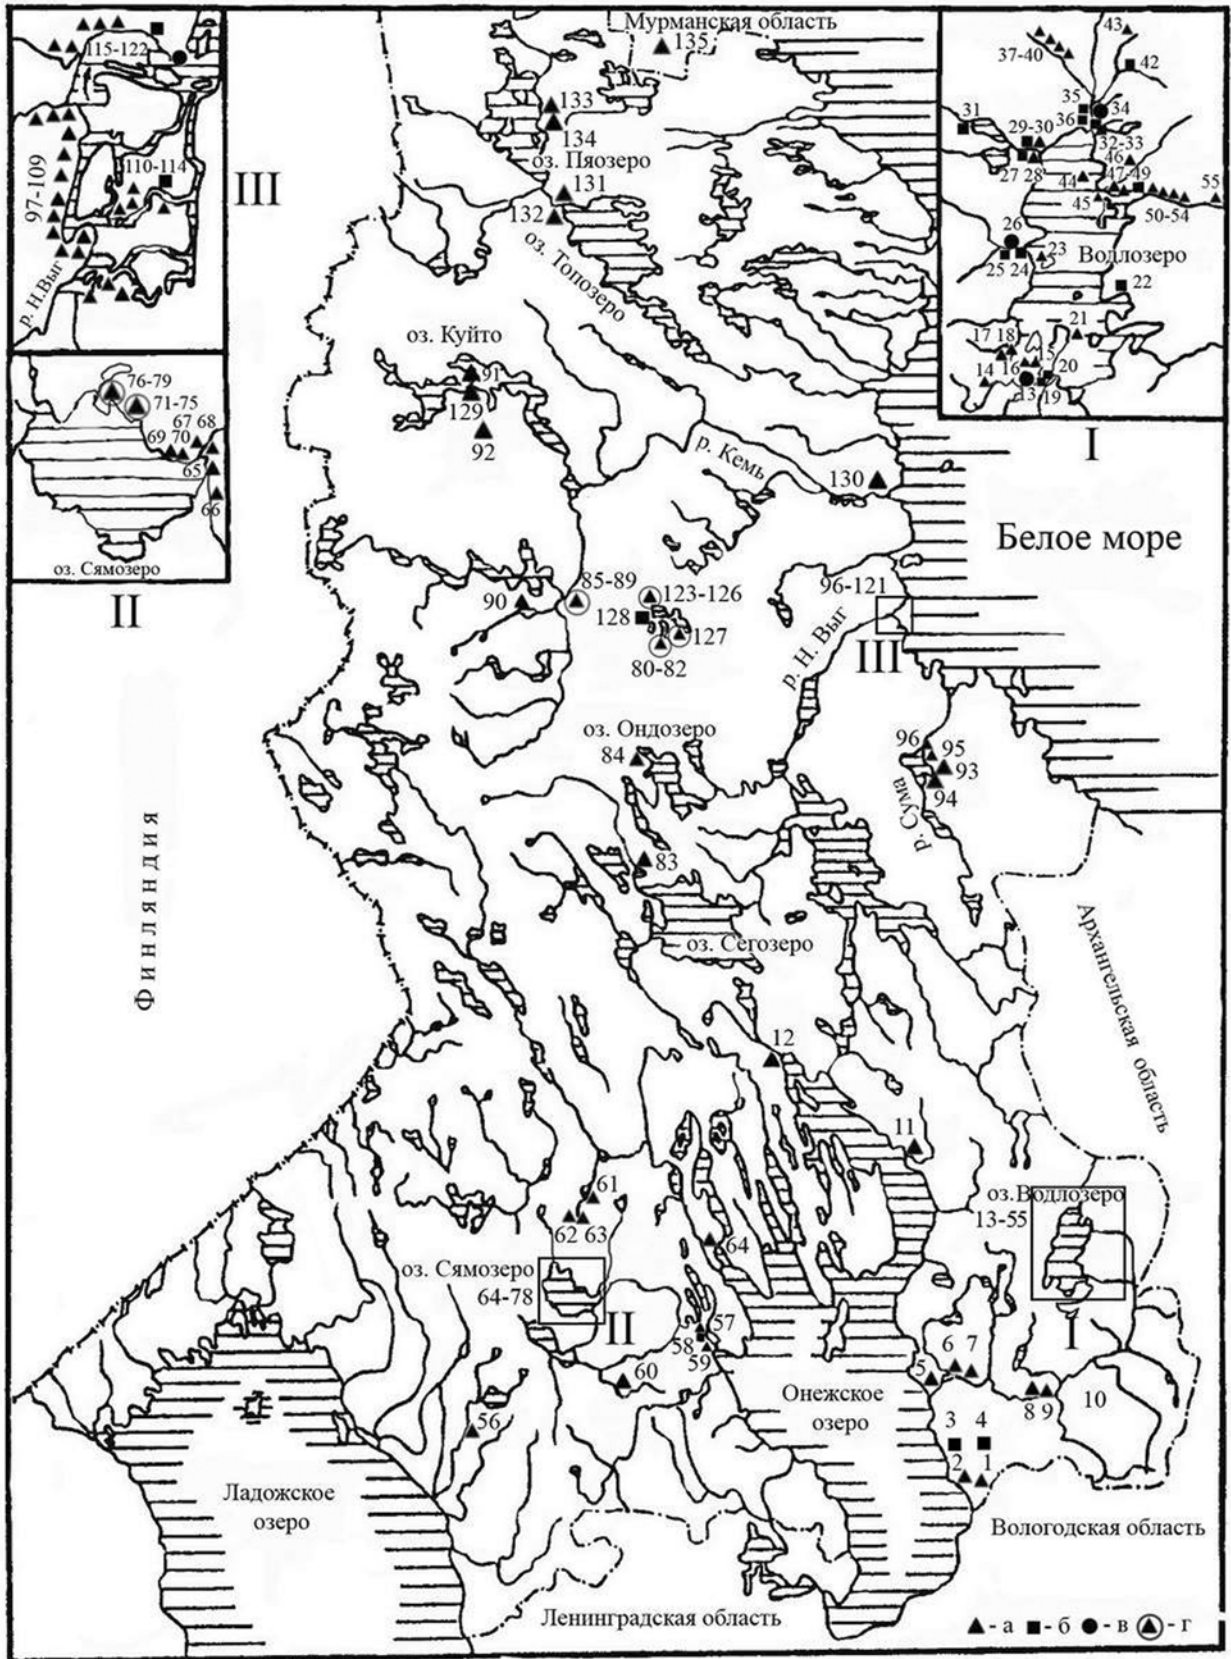 Мурманская область
135
115-122
97-109
110-114
III
р. Н.Выг
76-79
71-75
67 68
69 70
65
66
оз. Сямозеро
II
43
37-40
42
35
34
36
31
29-30
32-33
27 28
46
44
47-49
55
45
50-54
26
23
Водлозеро
25 24
22
21
17 18
15
20
14
16
13
19
I
133
134
оз. Пяозеро
131
132
оз. Топозеро
оз. Куйто
91
129
92
р. Кемь
130
Белое море
85-89
90
123-126
128
127
80-82
96-121
р. Н. Выг
III
оз. Ондозеро
84
96
95
93
94
р. Сума
83
Финляндия
оз. Сегозеро
Архангельская область
12
11
61
62 63
64
оз. Водлозеро
13-55
оз. Сямозеро
64-78
II
57
58
59
60
I
6 7
5
8 9
10
Онежское
озеро
56
3 4
2 1
Ладожское
озеро
Вологодская область
Ленинградская область
- а
- б
- в
- г